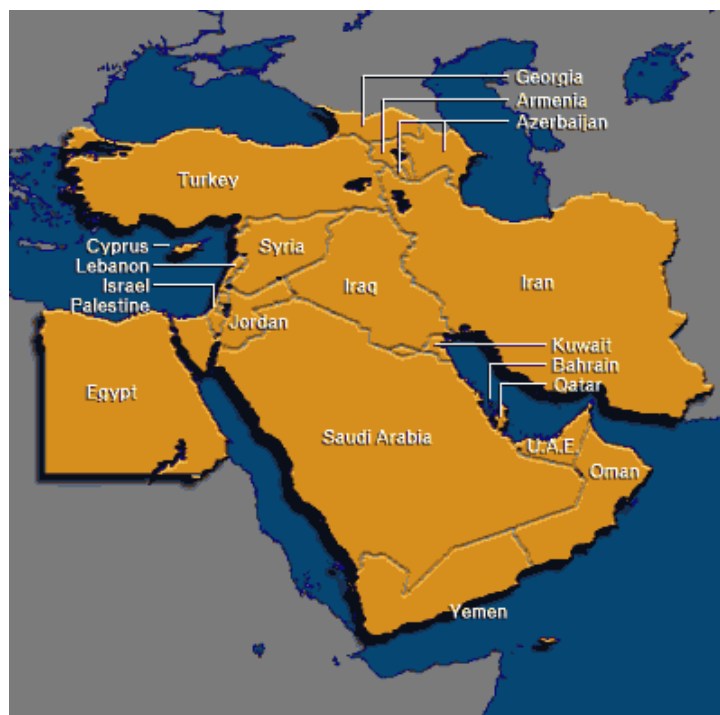 Georgia
Armenia
Azerbaijan
Turkey
Cyprus
Syria
Lebanon
Israel
Iraq
Iran
Palestine
Jordan
Kuwait
Bahrain
Qatar
Egypt
Saudi Arabia
U.A.E.
Oman
Yemen